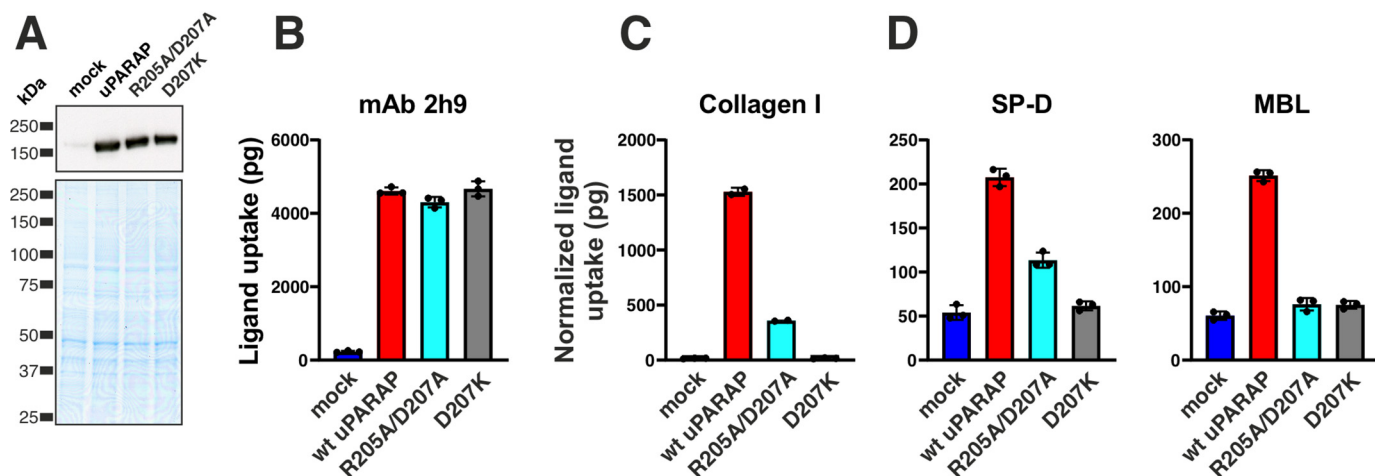 A
B
C
D
kDa
mock
uPARAP
R205A/D207A
D207K
250
150
250
150
100
75
50
37
25
mAb 2h9
Ligand uptake (pg)
6000
4000
2000
0
mock
wt uPARAP
R205A/D207A
D207K
Collagen I
Normalized ligand
uptake (pg)
2000
1500
1000
500
0
mock
wt uPARAP
R205A/D207A
D207K
SP-D
250
200
150
100
50
0
mock
wt uPARAP
R205A/D207A
D207K
MBL
300
200
100
0
mock
wt uPARAP
R205A/D207A
D207K